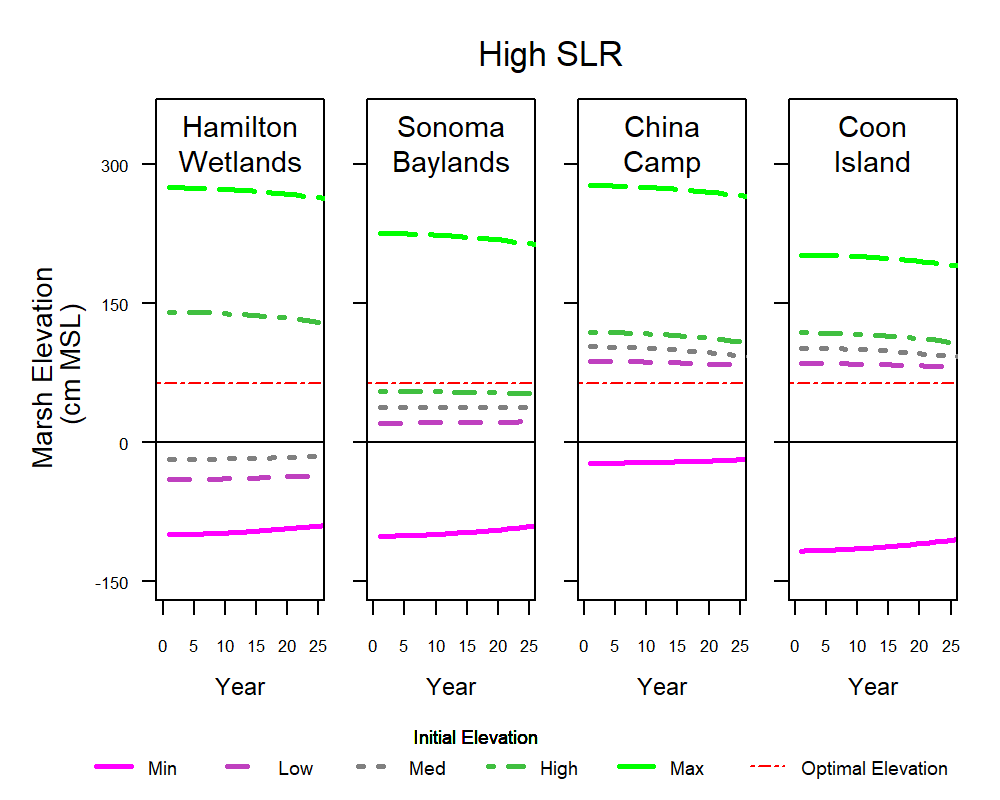 High SLR
Hamilton
Wetlands
Sonoma
Baylands
China
Camp
Coon
Island
Marsh Elevation
(cm MSL)
300
150
0
-150
0 5 10 15 20 25
0 5 10 15 20 25
0 5 10 15 20 25
0 5 10 15 20 25
Year
Year
Year
Year
Initial Elevation
Min Low Med High Max Optimal Elevation